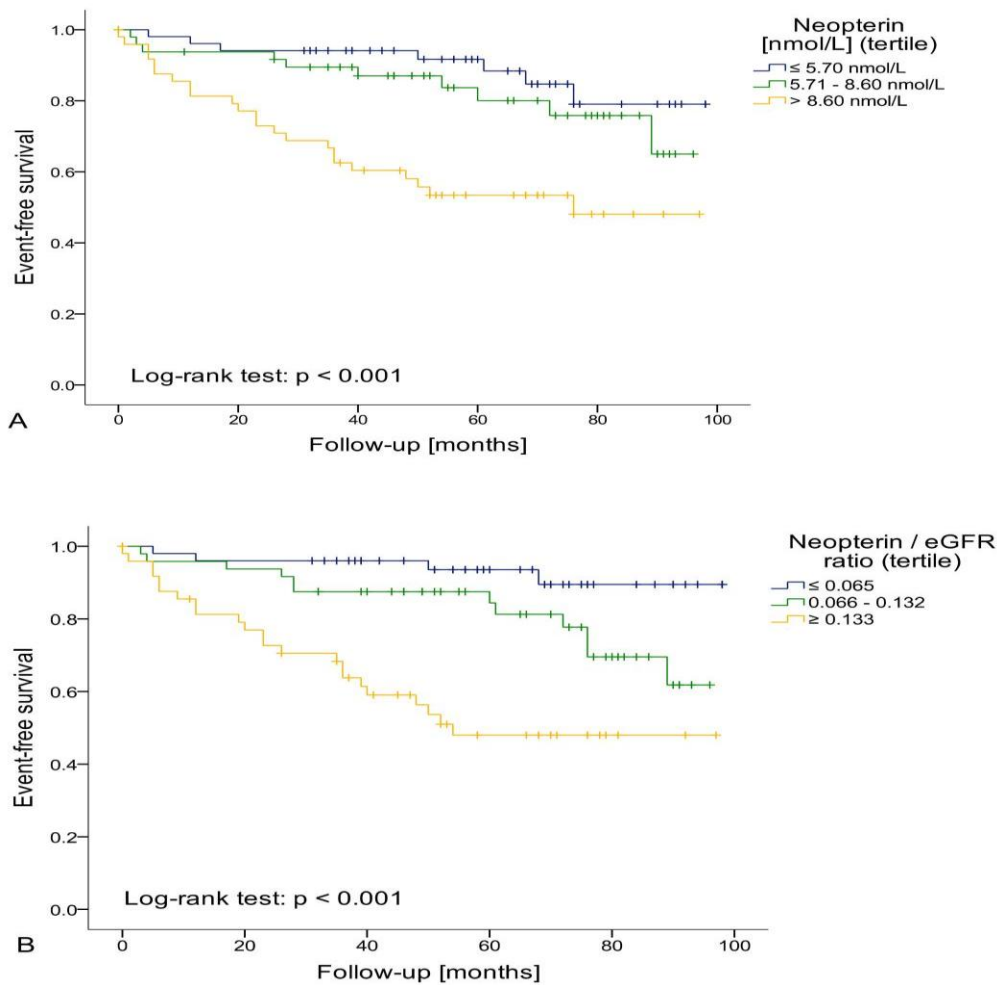 Neopterin
[nmol/L] (tertile)
≤ 5.70 nmol/L
5.71 - 8.60 nmol/L
> 8.60 nmol/L
Event-free survival
1.0
0.8
0.6
0.4
0.2
0.0
Log-rank test: p < 0.001
A
0 20 40 60 80 100
Follow-up [months]
Neopterin / eGFR
ratio (tertile)
≤ 0.065
0.066 - 0.132
≥ 0.133
Event-free survival
1.0
0.8
0.6
0.4
0.2
0.0
Log-rank test: p < 0.001
B
0 20 40 60 80 100
Follow-up [months]